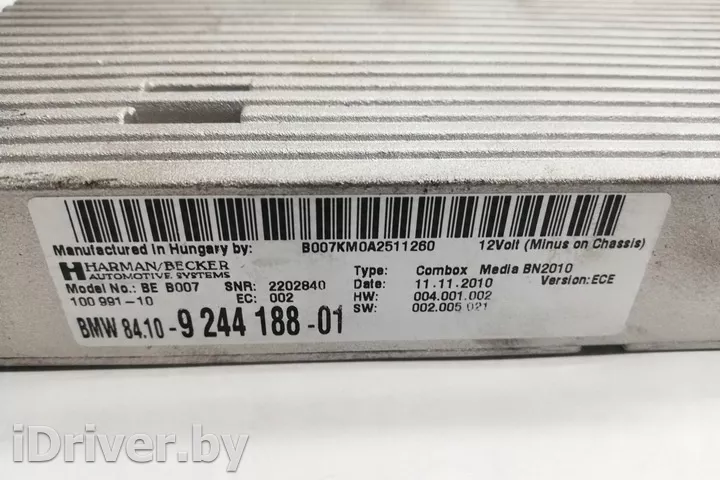 Manufactured in Hungary by:
B007KM0A2511260
12Volt (Minus on Chassis)
HARMAN/BECKER
AUTOMOTIVE SYSTEMS
Type: Combox Media BN2010
Model No.: BE B007 SNR: 2202840
Date: 11.11.2010 Version: ECE
100 991-10 EC: 002
HW: 004.001.002
SW: 002.005 021
BMW 84.10-9 244 188-01
iDriver.by